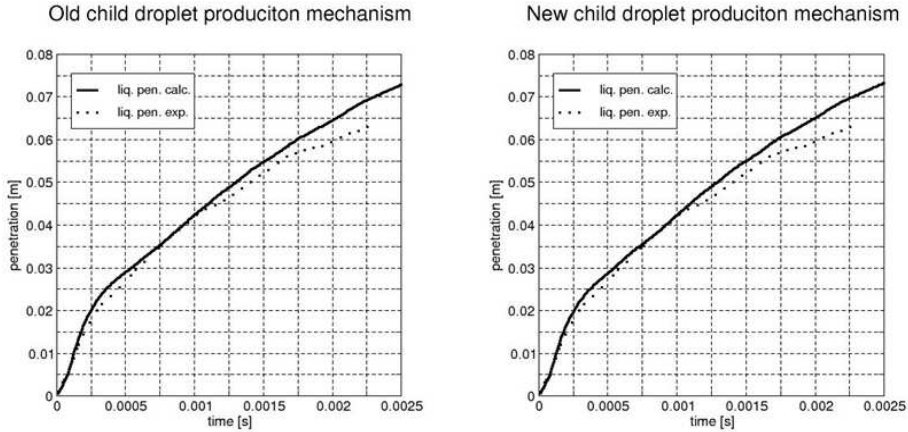 Old child droplet produciton mechanism
0.08
0.07
0.06
0.05
0.04
0.03
0.02
0.01
0
penetration [m]
liq. pen. calc.
liq. pen. exp.
0 0.0005 0.001 0.0015 0.002 0.0025
time [s]
New child droplet produciton mechanism
0.08
0.07
0.06
0.05
0.04
0.03
0.02
0.01
0
penetration [m]
liq. pen. calc.
liq. pen. exp.
0 0.0005 0.001 0.0015 0.002 0.0025
time [s]